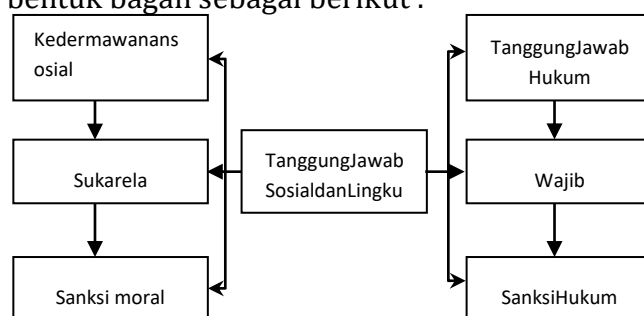 bentuk bagan sebagai berikut :
Kedermawanans
osial
TanggungJawab
Hukum
TanggungJawab
SosialdanLingku
Sukarela
Wajib
Sanksi moral
SanksiHukum